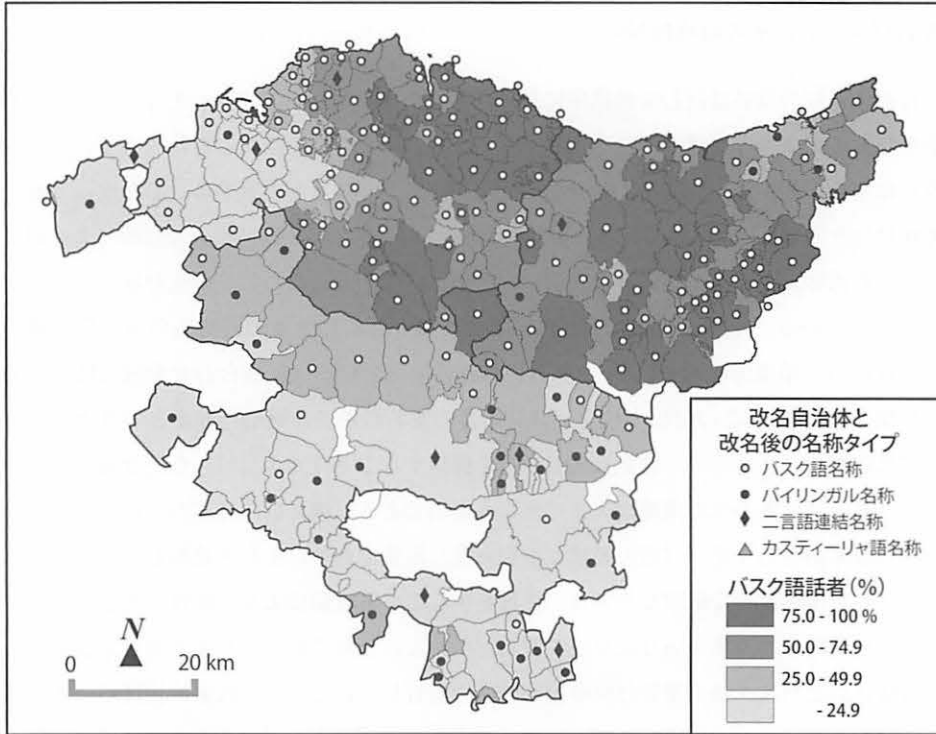 改名自治体と
改名後の名称タイプ
バスク語名称
バイリンガル名称
二言語連結名称
カスティーリャ語名称
バスク語話者(%)
75.0 - 100 %
50.0 - 74.9
25.0 - 49.9
- 24.9
N
0 20 km